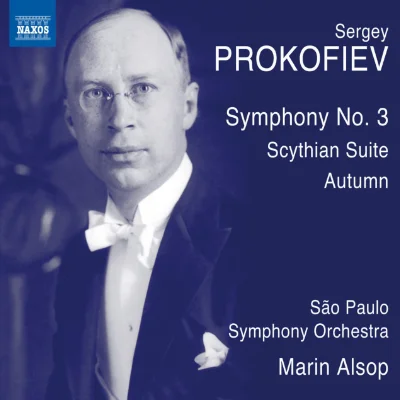 NAXOS
Sergey
PROKOFIEV
Symphony No. 3
Scythian Suite
Autumn
São Paulo
Symphony Orchestra
Marin Alsop